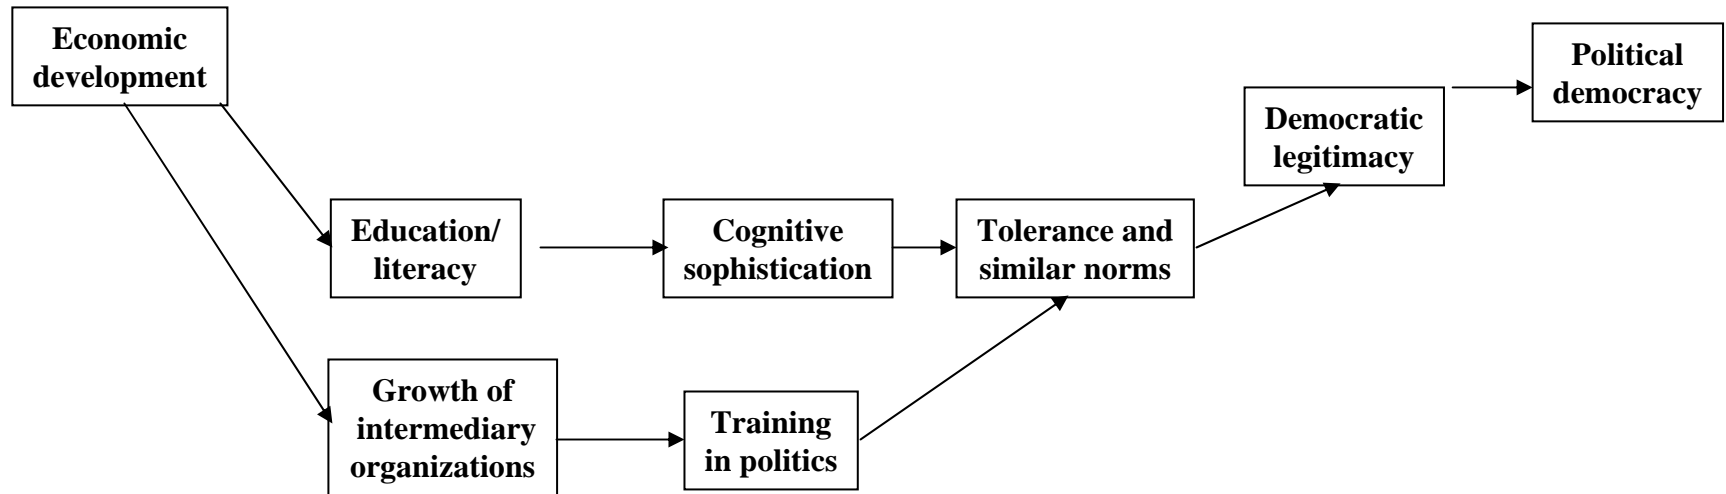 Economic
development
Political
democracy
Democratic
legitimacy
Education/
literacy
Cognitive
sophistication
Tolerance and
similar norms
Growth of
intermediary
organizations
Training
in politics